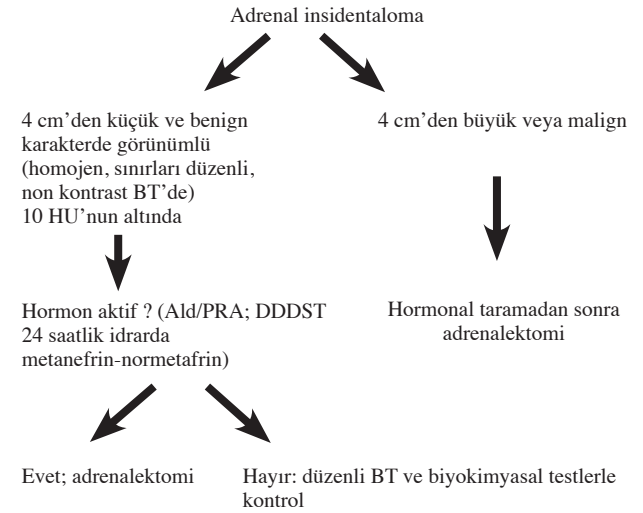 Adrenal insidentaloma
4 cm’den küçük ve benign
karakterde görünümlü
(homojen, sınırları düzenli,
non kontrast BT’de)
10 HU’nun altında
4 cm’den büyük veya malign
Hormon aktif ? (Ald/PRA; DDDST
24 saatlik idrarda
metanefrin-normetafrin)
Hormonal taramadan sonra
adrenalektomi
Evet; adrenalektomi
Hayır: düzenli BT ve biyokimyasal testlerle
kontrol